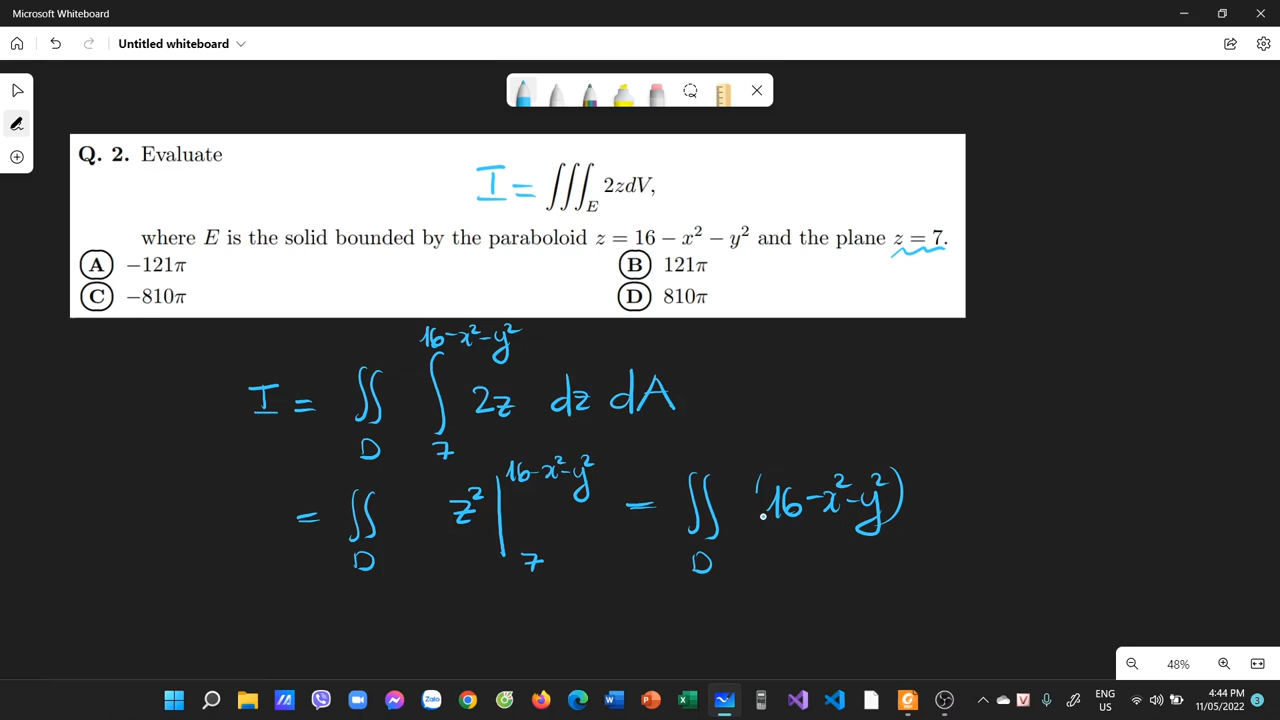 Microsoft Whiteboard
Untitled whiteboard
Q. 2. Evaluate
I = ∭_E 2zdV,
where E is the solid bounded by the paraboloid z = 16 − x² − y² and the plane z = 7.
A −121π B 121π
C −810π D 810π
I = ∬_D ∫_7^{16-x²-y²} 2z dz dA
= ∬_D z² |_7^{16-x²-y²} = ∬_D (16-x²-y²)
48%
Zalo
V
ENG
US
4:44 PM
11/05/2022
3